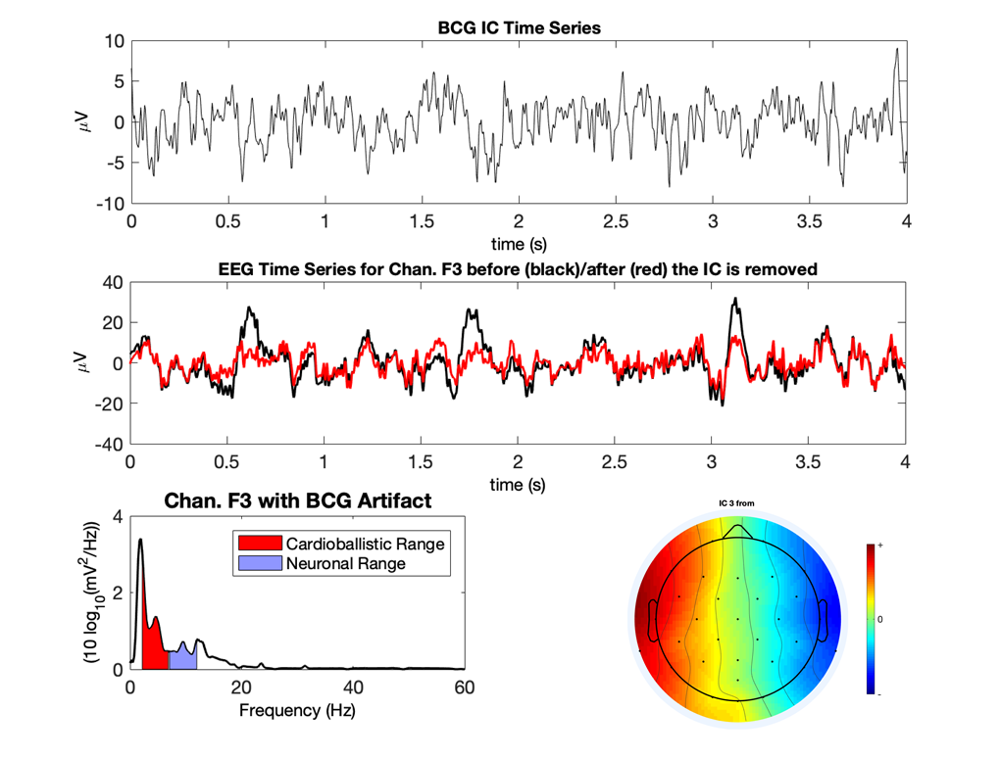 BCG IC Time Series
10
5
0
-5
-10
μV
0 0.5 1 1.5 2 2.5 3 3.5 4
time (s)
EEG Time Series for Chan. F3 before (black)/after (red) the IC is removed
40
20
0
-20
-40
μV
0 0.5 1 1.5 2 2.5 3 3.5 4
time (s)
Chan. F3 with BCG Artifact
4
2
0
(10 log10(mV2/Hz))
Cardioballistic Range
Neuronal Range
0 20 40 60
Frequency (Hz)
IC 3 from
+
0
-